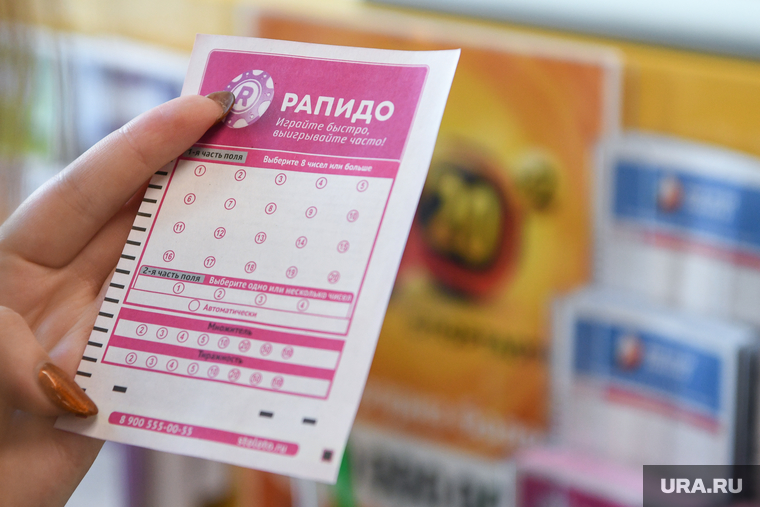 R
РАПИДО
Играйте быстро,
выигрывайте часто!
1-я часть поля Выберите 8 чисел или больше
1 2 3 4 5
6 7 8 9 10
11 12 13 14 15
16 17 18 19 20
2-я часть поля Выберите одно или несколько чисел
1 2 3 4
Автоматически
Множитель
2 3 4 5
Тиражность
2 3 4 5
8 900 555-00-55
stoloto.ru
URA.RU